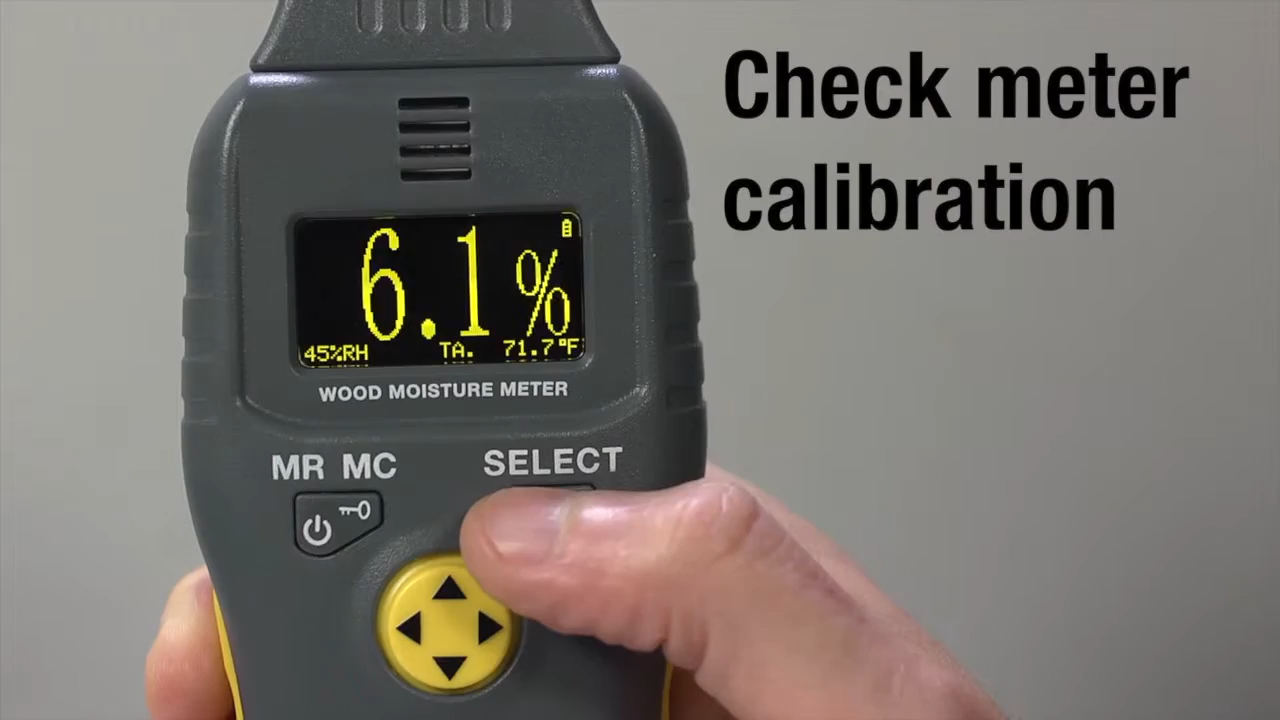 Check meter
calibration
6.1%
45%RH TA. 71.7°F
WOOD MOISTURE METER
MR MC SELECT